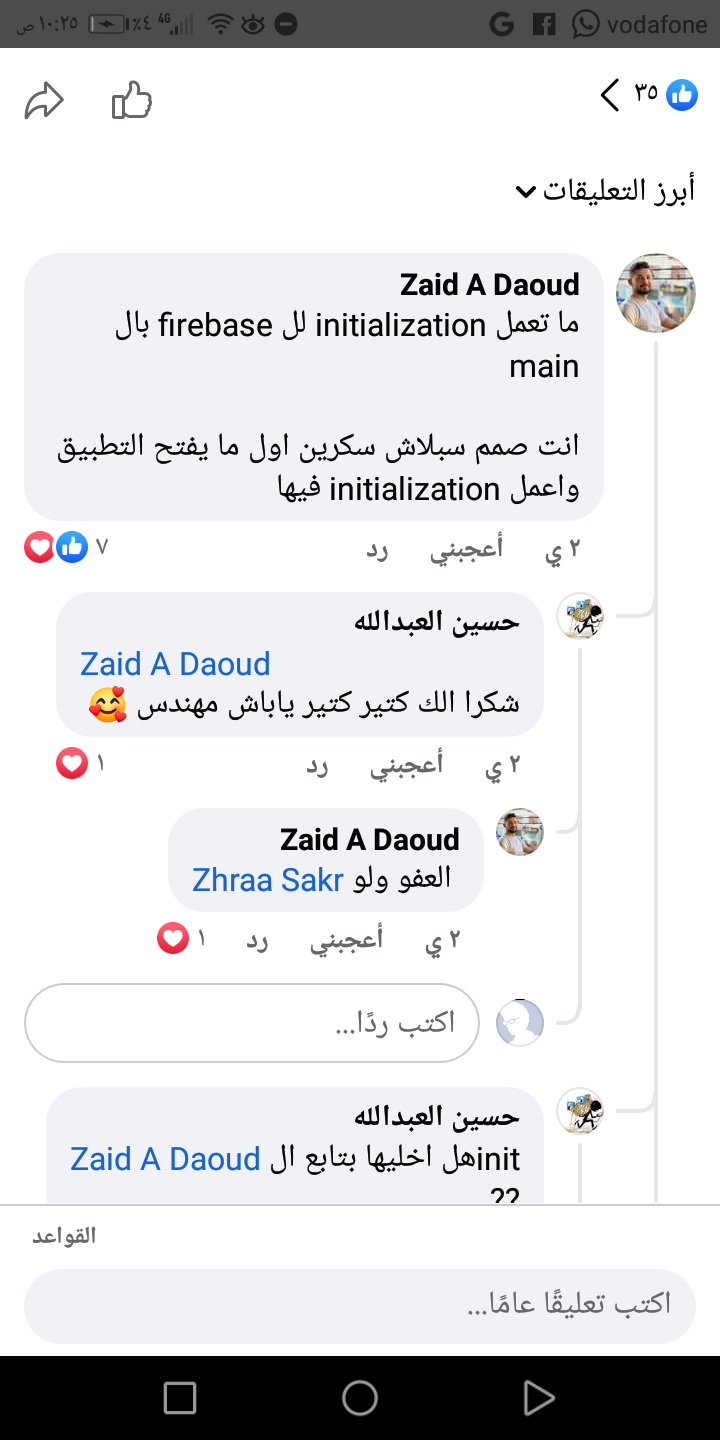 ١٠:٢٥ ص ٤٪ 4G vodafone
٣٥
أبرز التعليقات
Zaid A Daoud
ما تعمل initialization لل firebase بال
main
انت صمم سبلاش سكرين اول ما يفتح التطبيق
واعمل initialization فيها
٢ ي أعجبني رد ٧
حسين العبدالله
Zaid A Daoud
شكرا الك كتير كتير ياباش مهندس 🥰
٢ ي أعجبني رد ١
Zaid A Daoud
العفو ولو Zhraa Sakr
٢ ي أعجبني رد ١
اكتب ردًا...
حسين العبدالله
initهل اخليها بتابع ال Zaid A Daoud
??
القواعد
اكتب تعليقًا عامًا...